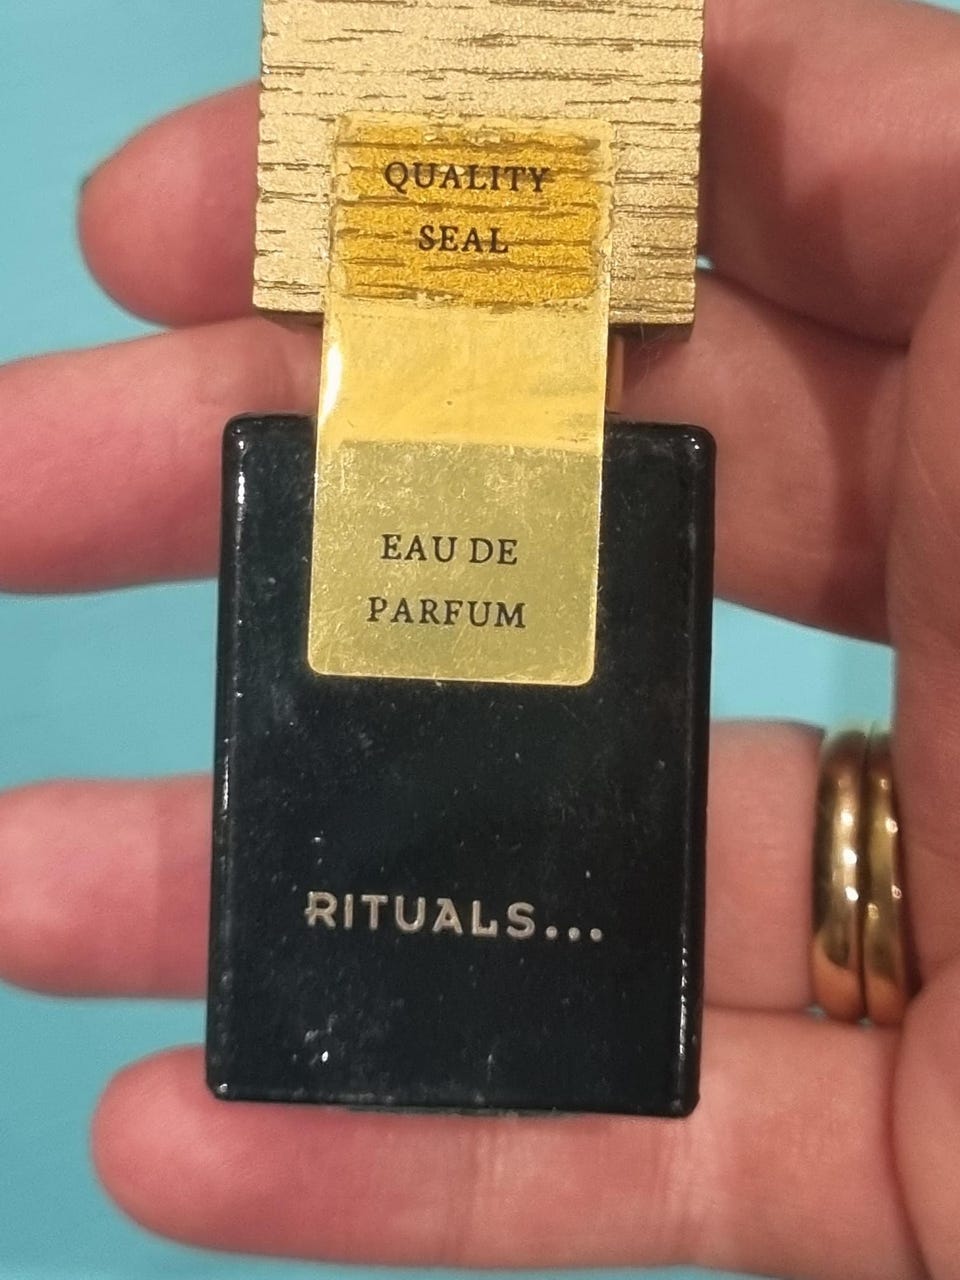 QUALITY
SEAL
EAU DE
PARFUM
RITUALS...